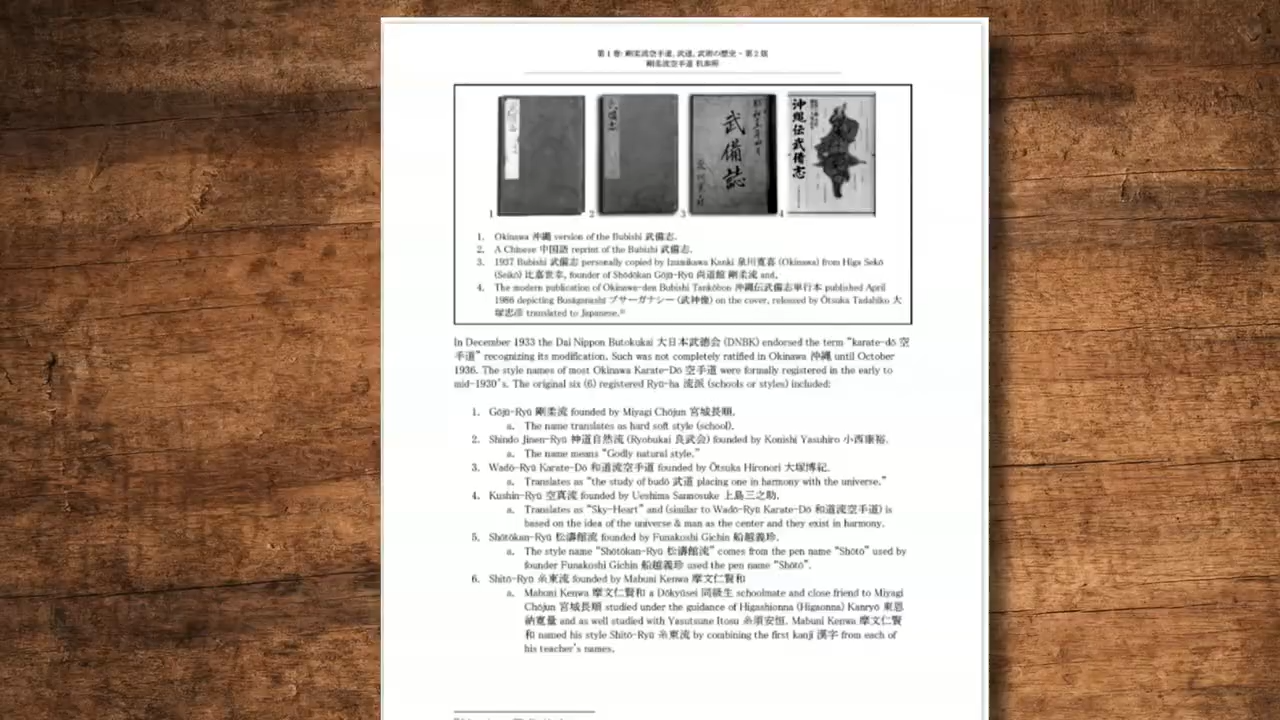 第1巻: 剛柔流空手道, 武道, 武術の歴史 - 第2版
剛柔流空手道
武備志
武備誌
沖縄伝武備志
1 2 3 4
1. Okinawa 沖縄 version of the Bubishi 武備志.
2. A Chinese 中国語 reprint of the Bubishi 武備志.
3. 1937 Bubishi 武備志 personally copied by Izumikawa Kanki 泉川寛喜 (Okinawa) from Higa Sekō
(Seikō) 比嘉世幸, founder of Shōdōkan Gōjū-Ryū 尚道館 剛柔流 and,
4. The modern publication of Okinawa-den Bubishi Tankōbon 沖縄伝武備志単行本 published April
1986 depicting Busāganashi ブサーガナシー (武神像) on the cover, released by Ōtsuka Tadahiko 大
塚忠彦 translated to Japanese.
In December 1933 the Dai Nippon Butokukai 大日本武徳会 (DNBK) endorsed the term "karate-dō 空
手道" recognizing its modification. Such was not completely ratified in Okinawa 沖縄 until October
1936. The style names of most Okinawa Karate-Dō 空手道 were formally registered in the early to
mid-1930's. The original six (6) registered Ryū-ha 流派 (schools or styles) included:
1. Gōjū-Ryū 剛柔流 founded by Miyagi Chōjun 宮城長順.
a. The name translates as hard soft style (school).
2. Shindo Jinen-Ryū 神道自然流 (Ryobukai 良武会) founded by Konishi Yasuhiro 小西康裕.
a. The name means "Godly natural style."
3. Wadō-Ryū Karate-Dō 和道流空手道 founded by Ōtsuka Hironori 大塚博紀.
a. Translates as "the study of budō 武道 placing one in harmony with the universe."
4. Kushin-Ryū 空真流 founded by Ueshima Sannosuke 上島三之助.
a. Translates as "Sky-Heart" and (similar to Wadō-Ryū Karate-Dō 和道流空手道) is
based on the idea of the universe & man as the center and they exist in harmony.
5. Shōtōkan-Ryū 松濤館流 founded by Funakoshi Gichin 船越義珍.
a. The style name "Shōtōkan-Ryū 松濤館流" comes from the pen name "Shōtō" used by
founder Funakoshi Gichin 船越義珍 used the pen name "Shōtō".
6. Shitō-Ryū 糸東流 founded by Mabuni Kenwa 摩文仁賢和
a. Mabuni Kenwa 摩文仁賢和 a Dōkyūsei 同級生 schoolmate and close friend to Miyagi
Chōjun 宮城長順 studied under the guidance of Higashionna (Higaonna) Kanryō 東恩
納寛量 and as well studied with Yasutsune Itosu 糸須安恒. Mabuni Kenwa 摩文仁賢
和 named his style Shitō-Ryū 糸東流 by combining the first kanji 漢字 from each of
his teacher's names.